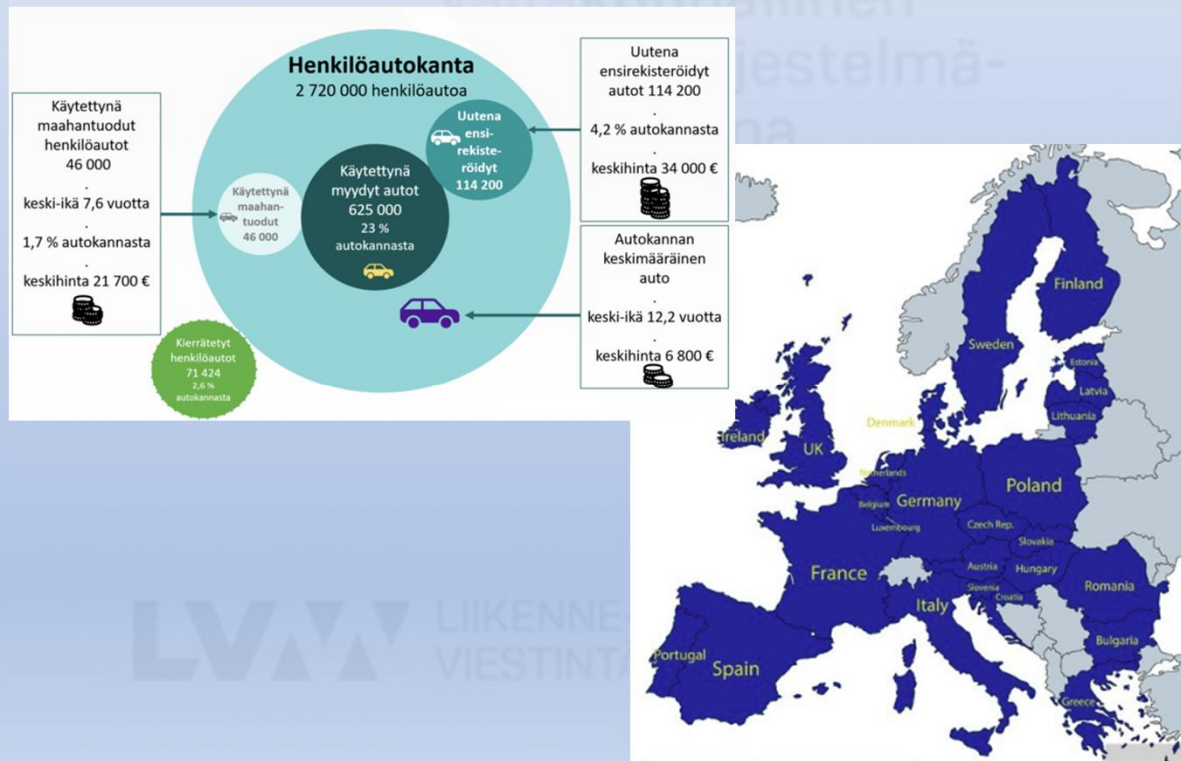 Henkilöautokanta
2 720 000 henkilöautoa
Käytettynä
maahantuodut
henkilöautot
46 000
.
keski-ikä 7,6 vuotta
.
1,7 % autokannasta
.
keskihinta 21 700 €
Käytettynä
maahan-
tuodut
46 000
Käytettynä
myydyt autot
625 000
23 %
autokannasta
Uutena
ensi-
rekiste-
röidyt
114 200
Uutena
ensirekisteröidyt
autot 114 200
.
4,2 % autokannasta
.
keskihinta 34 000 €
Autokannan
keskimääräinen
auto
.
keski-ikä 12,2 vuotta
.
keskihinta 6 800 €
Kierrätetyt
henkilöautot
71 424
2,6 %
autokannasta
Finland
Sweden
Estonia
Latvia
Lithuania
Denmark
Ireland
UK
Netherlands
Poland
Germany
Belgium
Luxembourg
Czech Rep.
Slovakia
France
Austria
Hungary
Slovenia
Croatia
Romania
Italy
Bulgaria
Portugal
Spain
Greece
LVM
LIIKENNE-